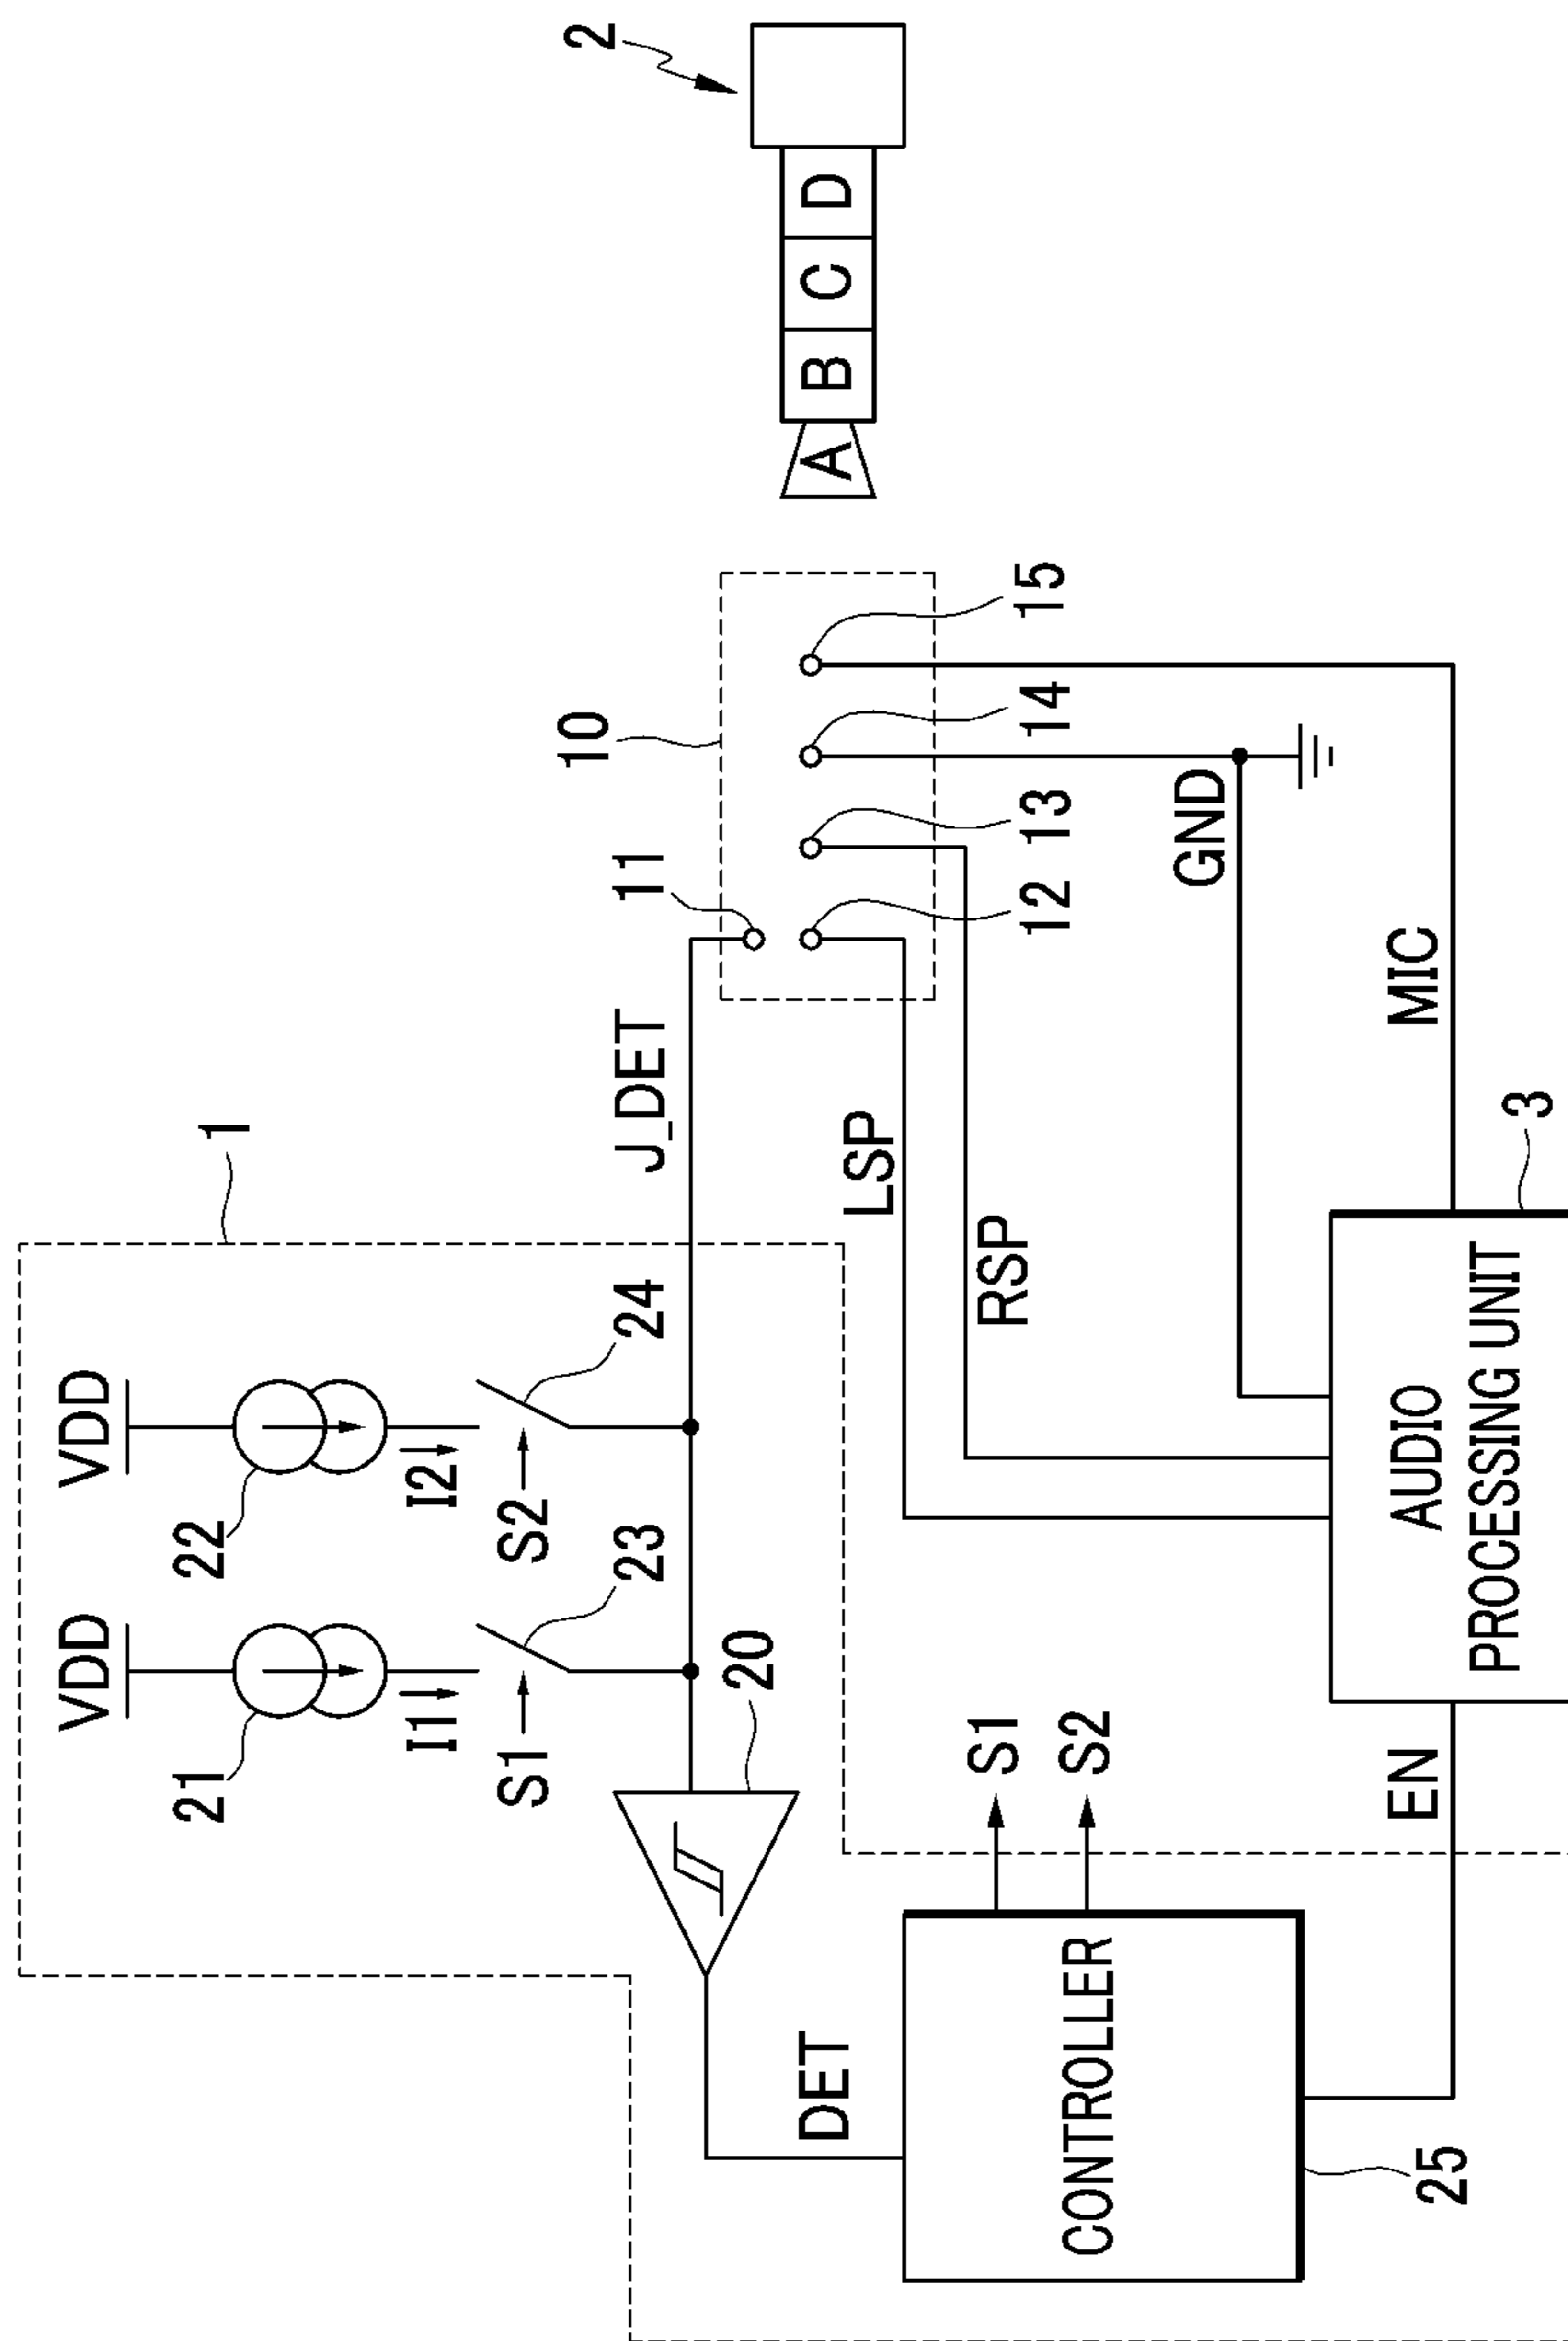 1
VDD
VDD
21
22
I1
I2
S1
S2
23
24
20
J_DET
10
11
12
13
14
15
2
A
B
C
D
DET
LSP
RSP
GND
MIC
S1
S2
CONTROLLER
25
EN
AUDIO
PROCESSING UNIT
3